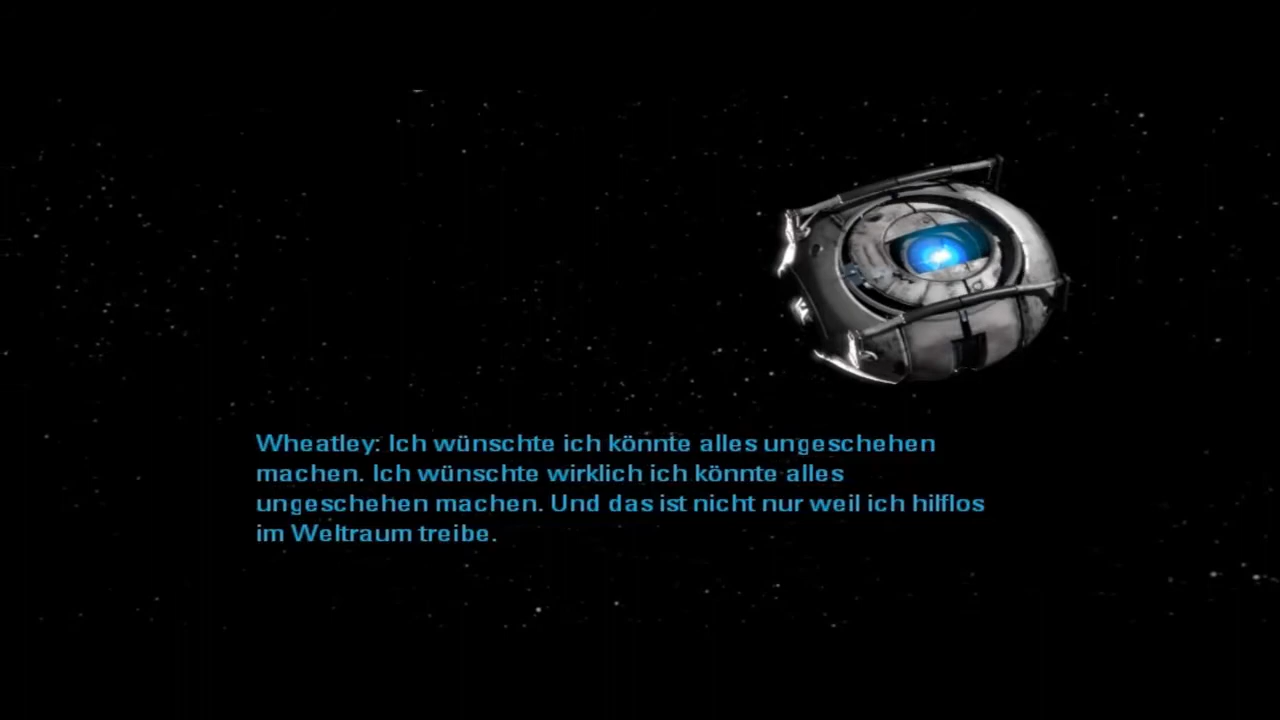 Wheatley: Ich wünschte ich könnte alles ungeschehen
machen. Ich wünschte wirklich ich könnte alles
ungeschehen machen. Und das ist nicht nur weil ich hilflos
im Weltraum treibe.